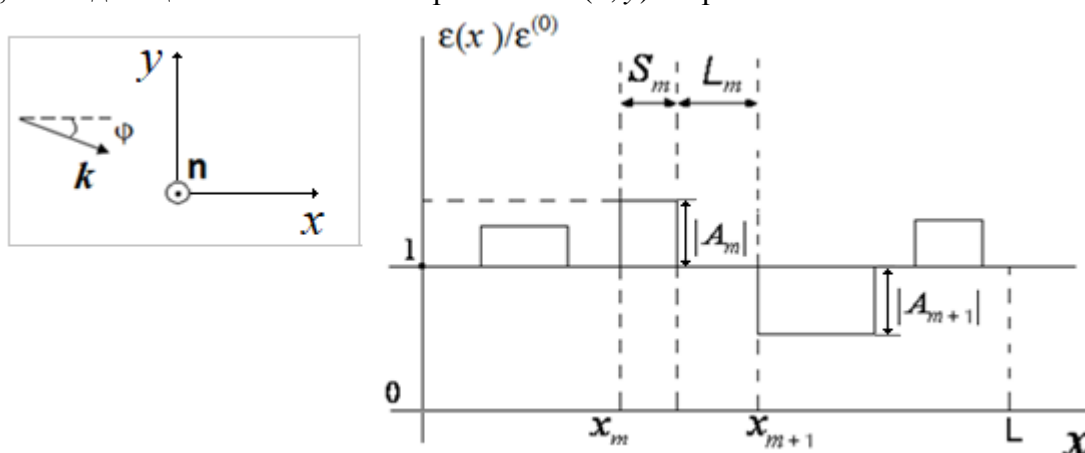 ε(x )/ε⁽⁰⁾
y
φ
k
n
x
Sₘ Lₘ
|Aₘ|
1
|Aₘ₊₁|
0
xₘ xₘ₊₁ L x